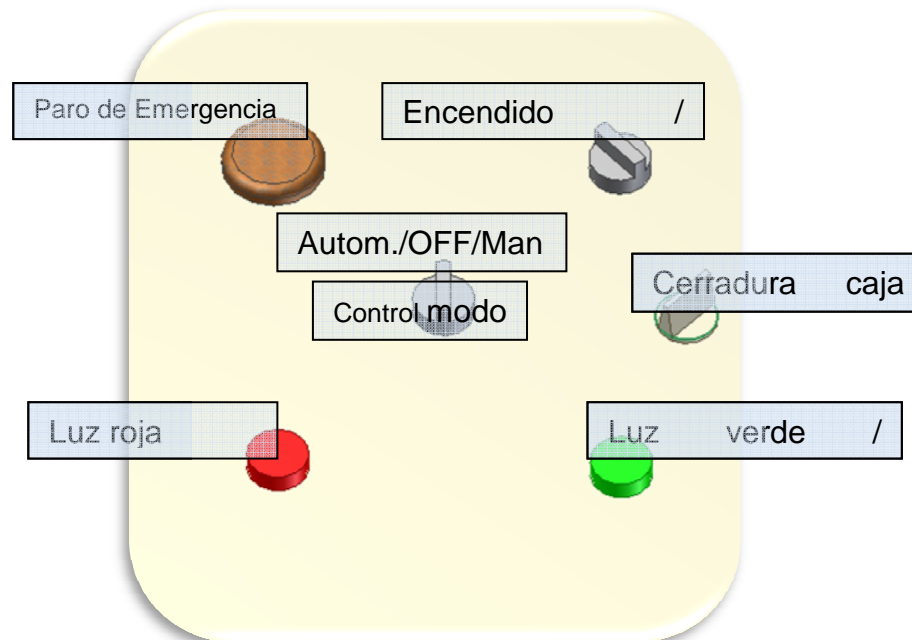 Paro de Emergencia
Encendido /
Autom./OFF/Man
Cerradura caja
Control modo
Luz roja
Luz verde /